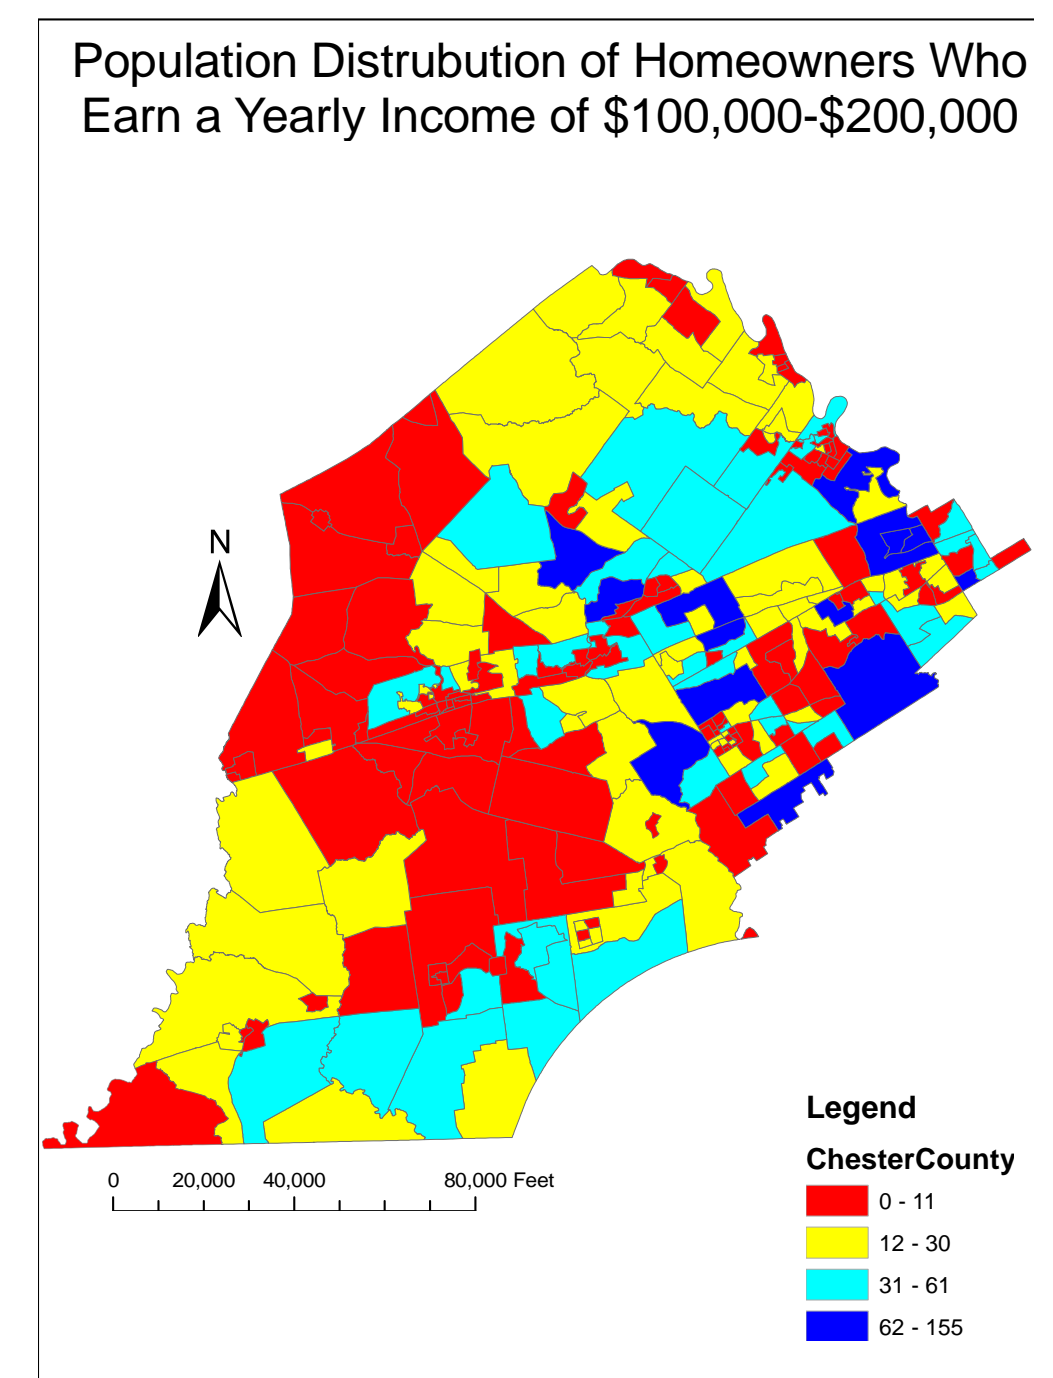 Population Distrubution of Homeowners Who
Earn a Yearly Income of $100,000-$200,000
N
0 20,000 40,000 80,000 Feet
Legend
ChesterCounty
0 - 11
12 - 30
31 - 61
62 - 155